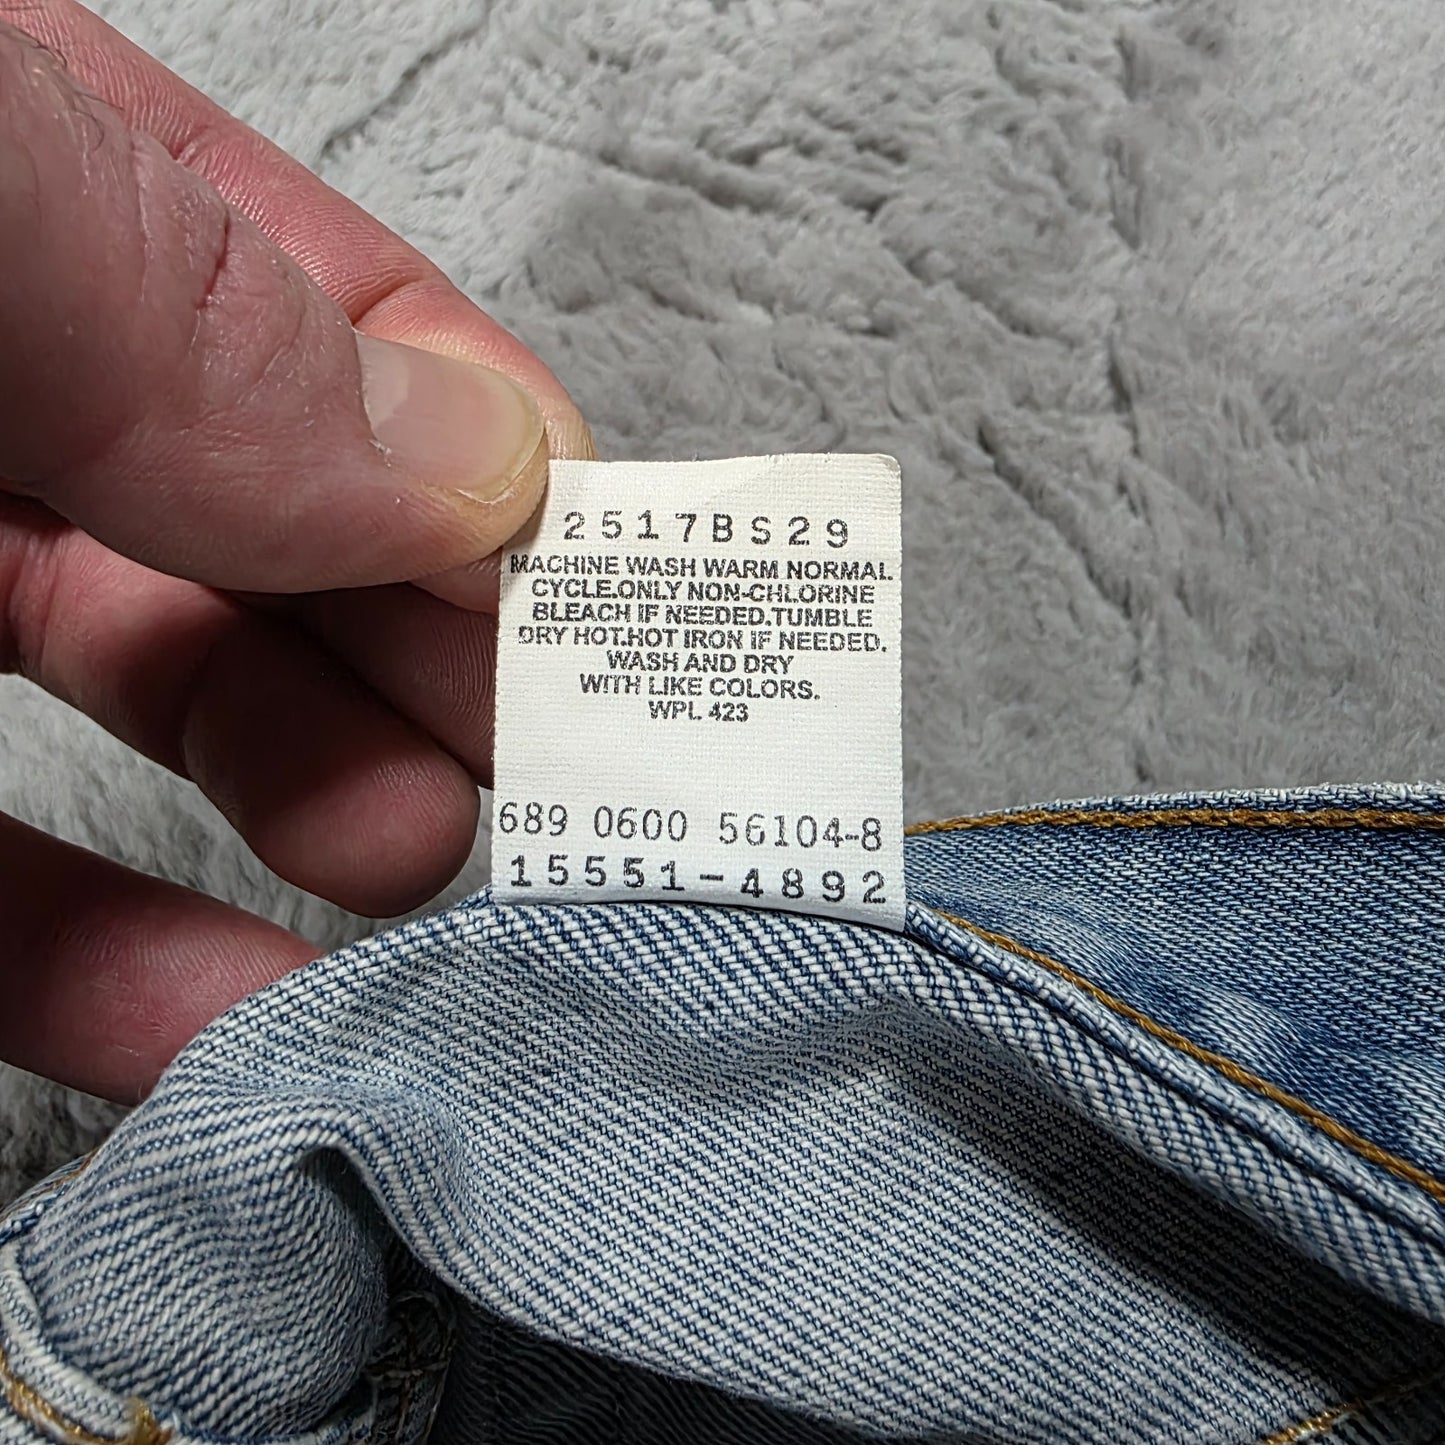 2517BS29
MACHINE WASH WARM NORMAL
CYCLE.ONLY NON-CHLORINE
BLEACH IF NEEDED.TUMBLE
DRY HOT.HOT IRON IF NEEDED.
WASH AND DRY
WITH LIKE COLORS.
WPL 423
689 0600 56104-8
15551-4892